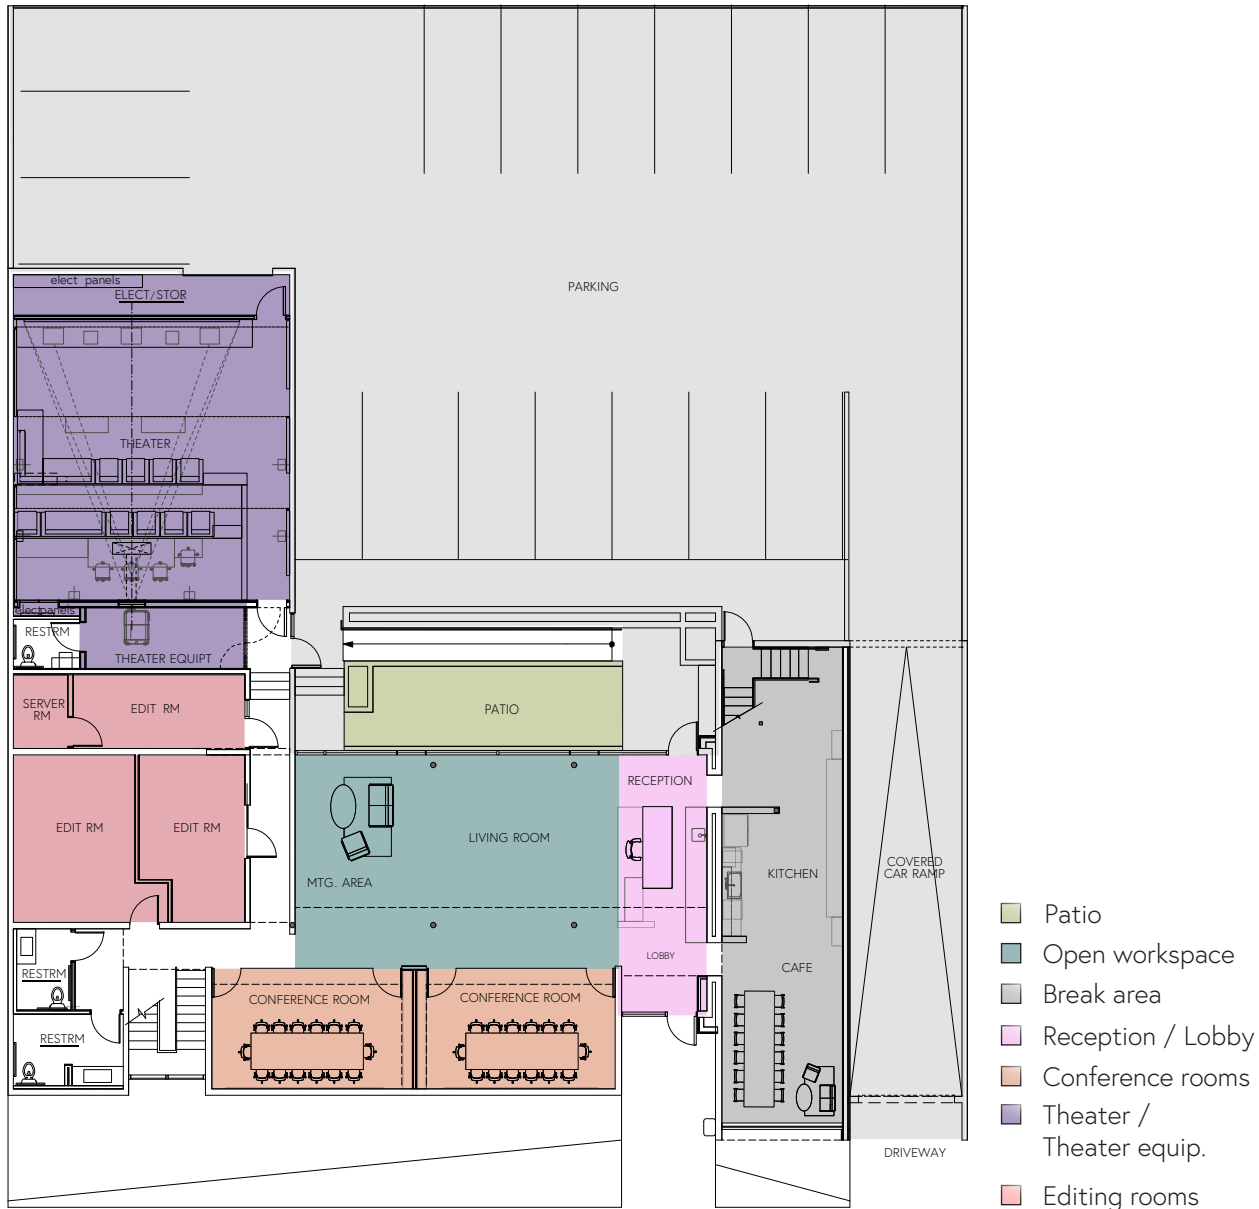 elect panels
ELECT/STOR
PARKING
THEATER
elecpanels
RESTRM
THEATER EQUIPT
SERVER
RM
EDIT RM
PATIO
RECEPTION
EDIT RM
EDIT RM
LIVING ROOM
MTG. AREA
KITCHEN
COVERED
CAR RAMP
LOBBY
CAFE
RESTRM
CONFERENCE ROOM
CONFERENCE ROOM
RESTRM
DRIVEWAY
Patio
Open workspace
Break area
Reception / Lobby
Conference rooms
Theater /
Theater equip.
Editing rooms